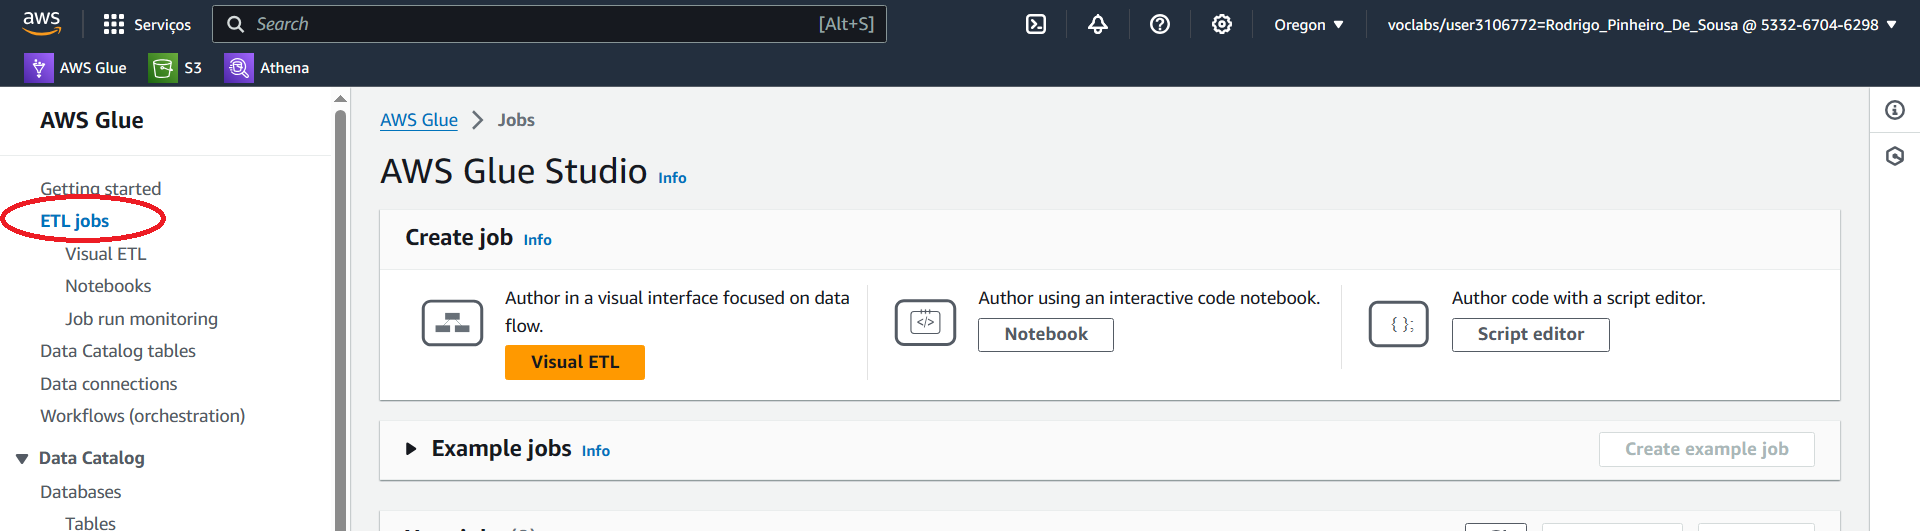 aws
Serviços
Search
[Alt+S]
Oregon
voclabs/user3106772=Rodrigo_Pinheiro_De_Sousa @ 5332-6704-6298
AWS Glue
S3
Athena
AWS Glue
Getting started
ETL jobs
Visual ETL
Notebooks
Job run monitoring
Data Catalog tables
Data connections
Workflows (orchestration)
Data Catalog
Databases
Tables
AWS Glue > Jobs
AWS Glue Studio Info
Create job Info
Author in a visual interface focused on data
flow.
Visual ETL
Author using an interactive code notebook.
Notebook
Author code with a script editor.
Script editor
Example jobs Info
Create example job